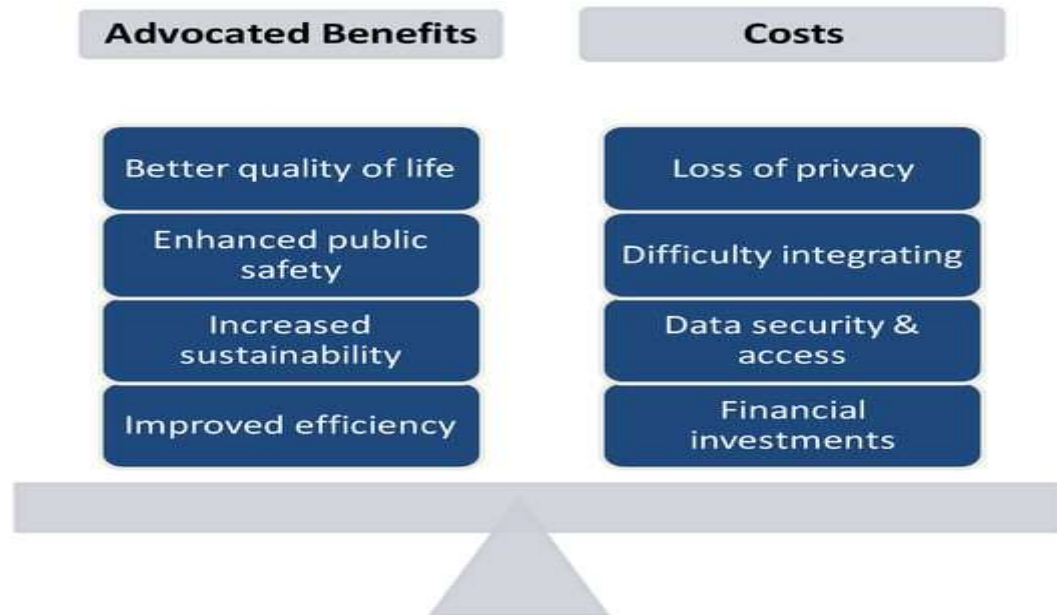 Advocated Benefits
Costs
Better quality of life
Enhanced public
safety
Increased
sustainability
Improved efficiency
Loss of privacy
Difficulty integrating
Data security &
access
Financial
investments